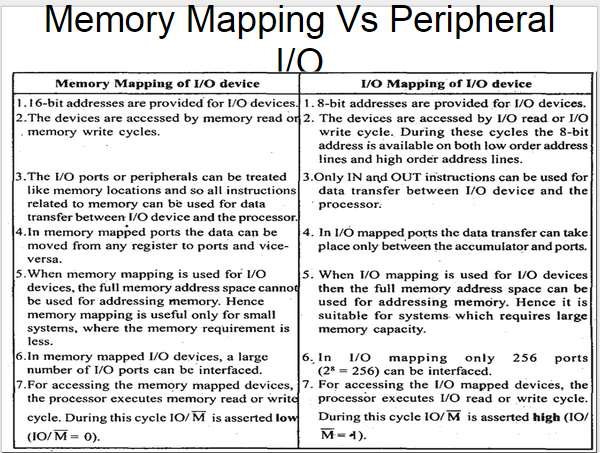 Memory Mapping Vs Peripheral
I/O
Memory Mapping of I/O device
1. 16-bit addresses are provided for I/O devices.
2. The devices are accessed by memory read or
memory write cycles.
3. The I/O ports or peripherals can be treated
like memory locations and so all instructions
related to memory can be used for data
transfer between I/O device and the processor.
4. In memory mapped ports the data can be
moved from any register to ports and vice-
versa.
5. When memory mapping is used for I/O
devices, the full memory address space cannot
be used for addressing memory. Hence
memory mapping is useful only for small
systems, where the memory requirement is
less.
6. In memory mapped I/O devices, a large
number of I/O ports can be interfaced.
7. For accessing the memory mapped devices,
the processor executes memory read or write
cycle. During this cycle IO/M̅ is asserted low
(IO/M̅ = 0).
I/O Mapping of I/O device
1. 8-bit addresses are provided for I/O devices.
2. The devices are accessed by I/O read or I/O
write cycle. During these cycles the 8-bit
address is available on both low order address
lines and high order address lines.
3. Only IN and OUT instructions can be used for
data transfer between I/O device and the
processor.
4. In I/O mapped ports the data transfer can take
place only between the accumulator and ports.
5. When I/O mapping is used for I/O devices
then the full memory address space can be
used for addressing memory. Hence it is
suitable for systems which requires large
memory capacity.
6. In I/O mapping only 256 ports
(2⁸ = 256) can be interfaced.
7. For accessing the I/O mapped devices, the
processor executes I/O read or write cycle.
During this cycle IO/M̅ is asserted high (IO/
M̅ = 1).